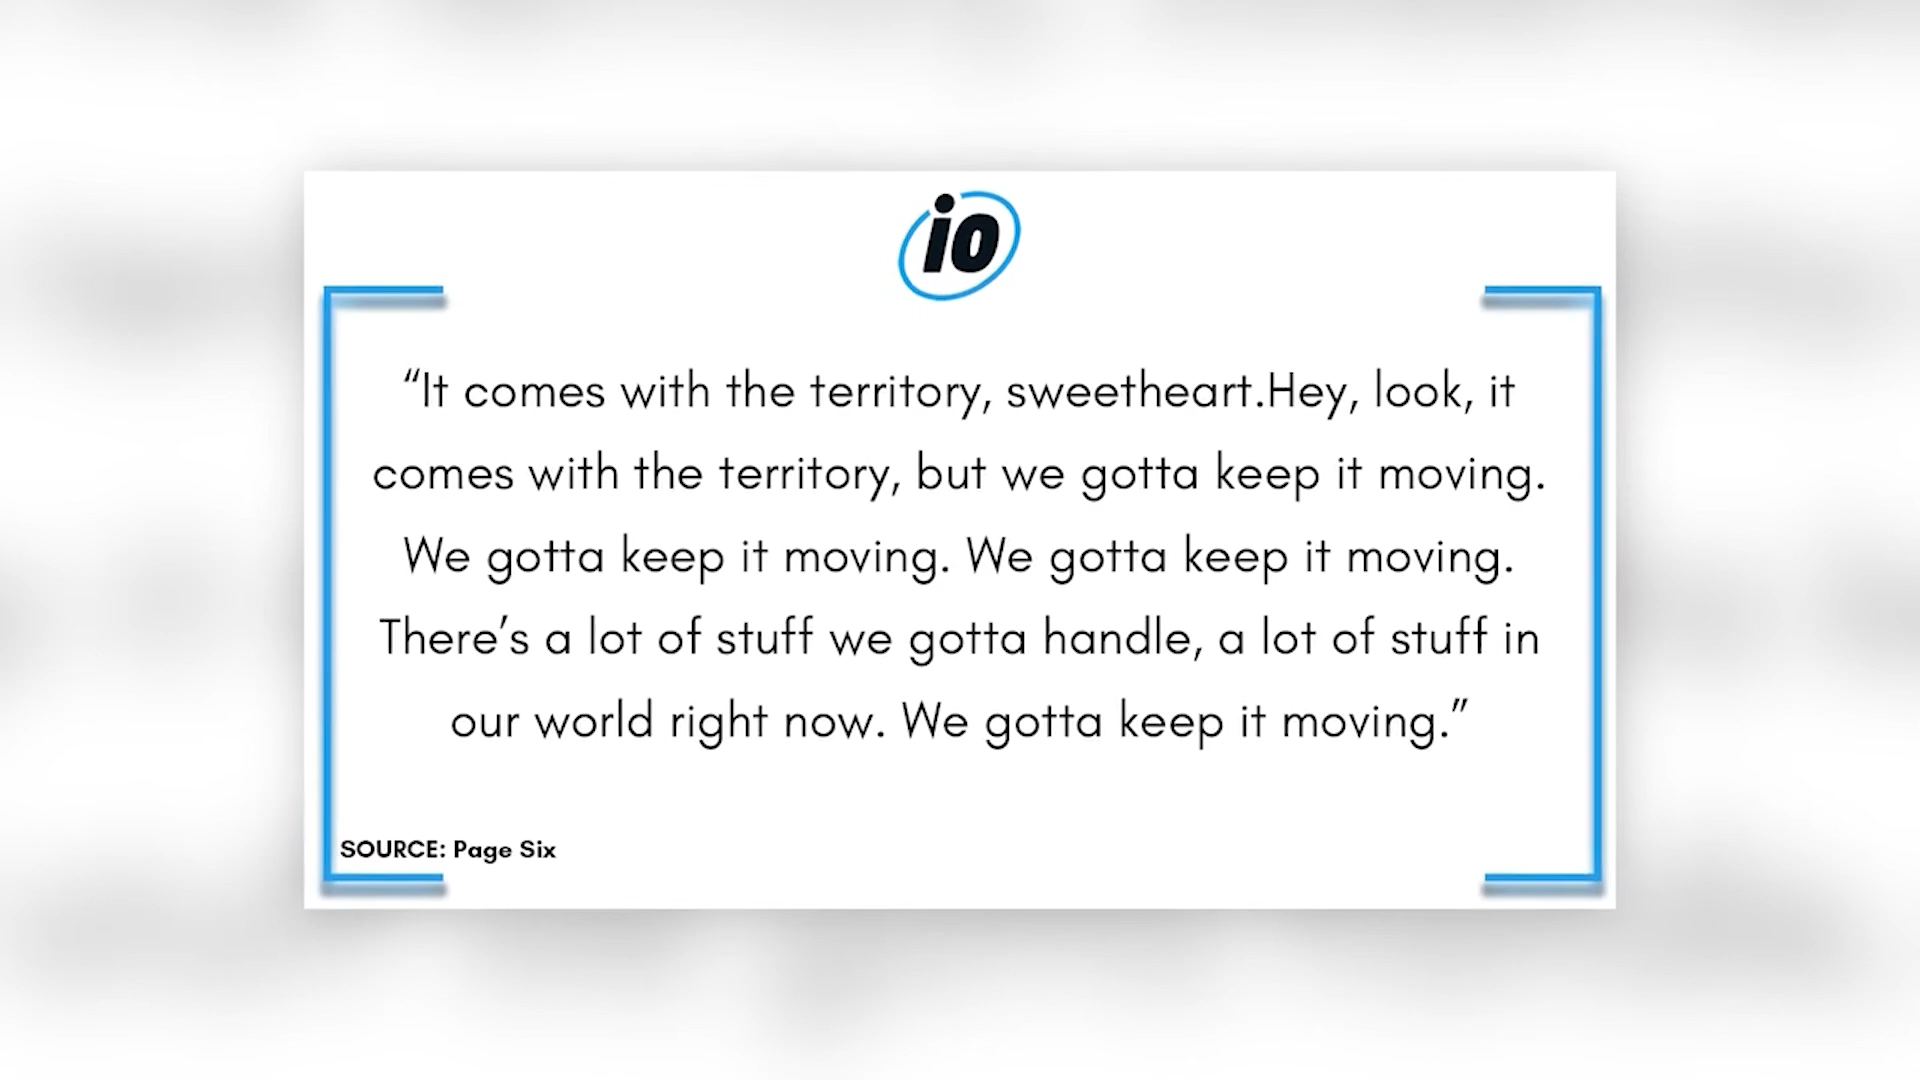 io
“It comes with the territory, sweetheart.Hey, look, it
comes with the territory, but we gotta keep it moving.
We gotta keep it moving. We gotta keep it moving.
There’s a lot of stuff we gotta handle, a lot of stuff in
our world right now. We gotta keep it moving.”
SOURCE: Page Six